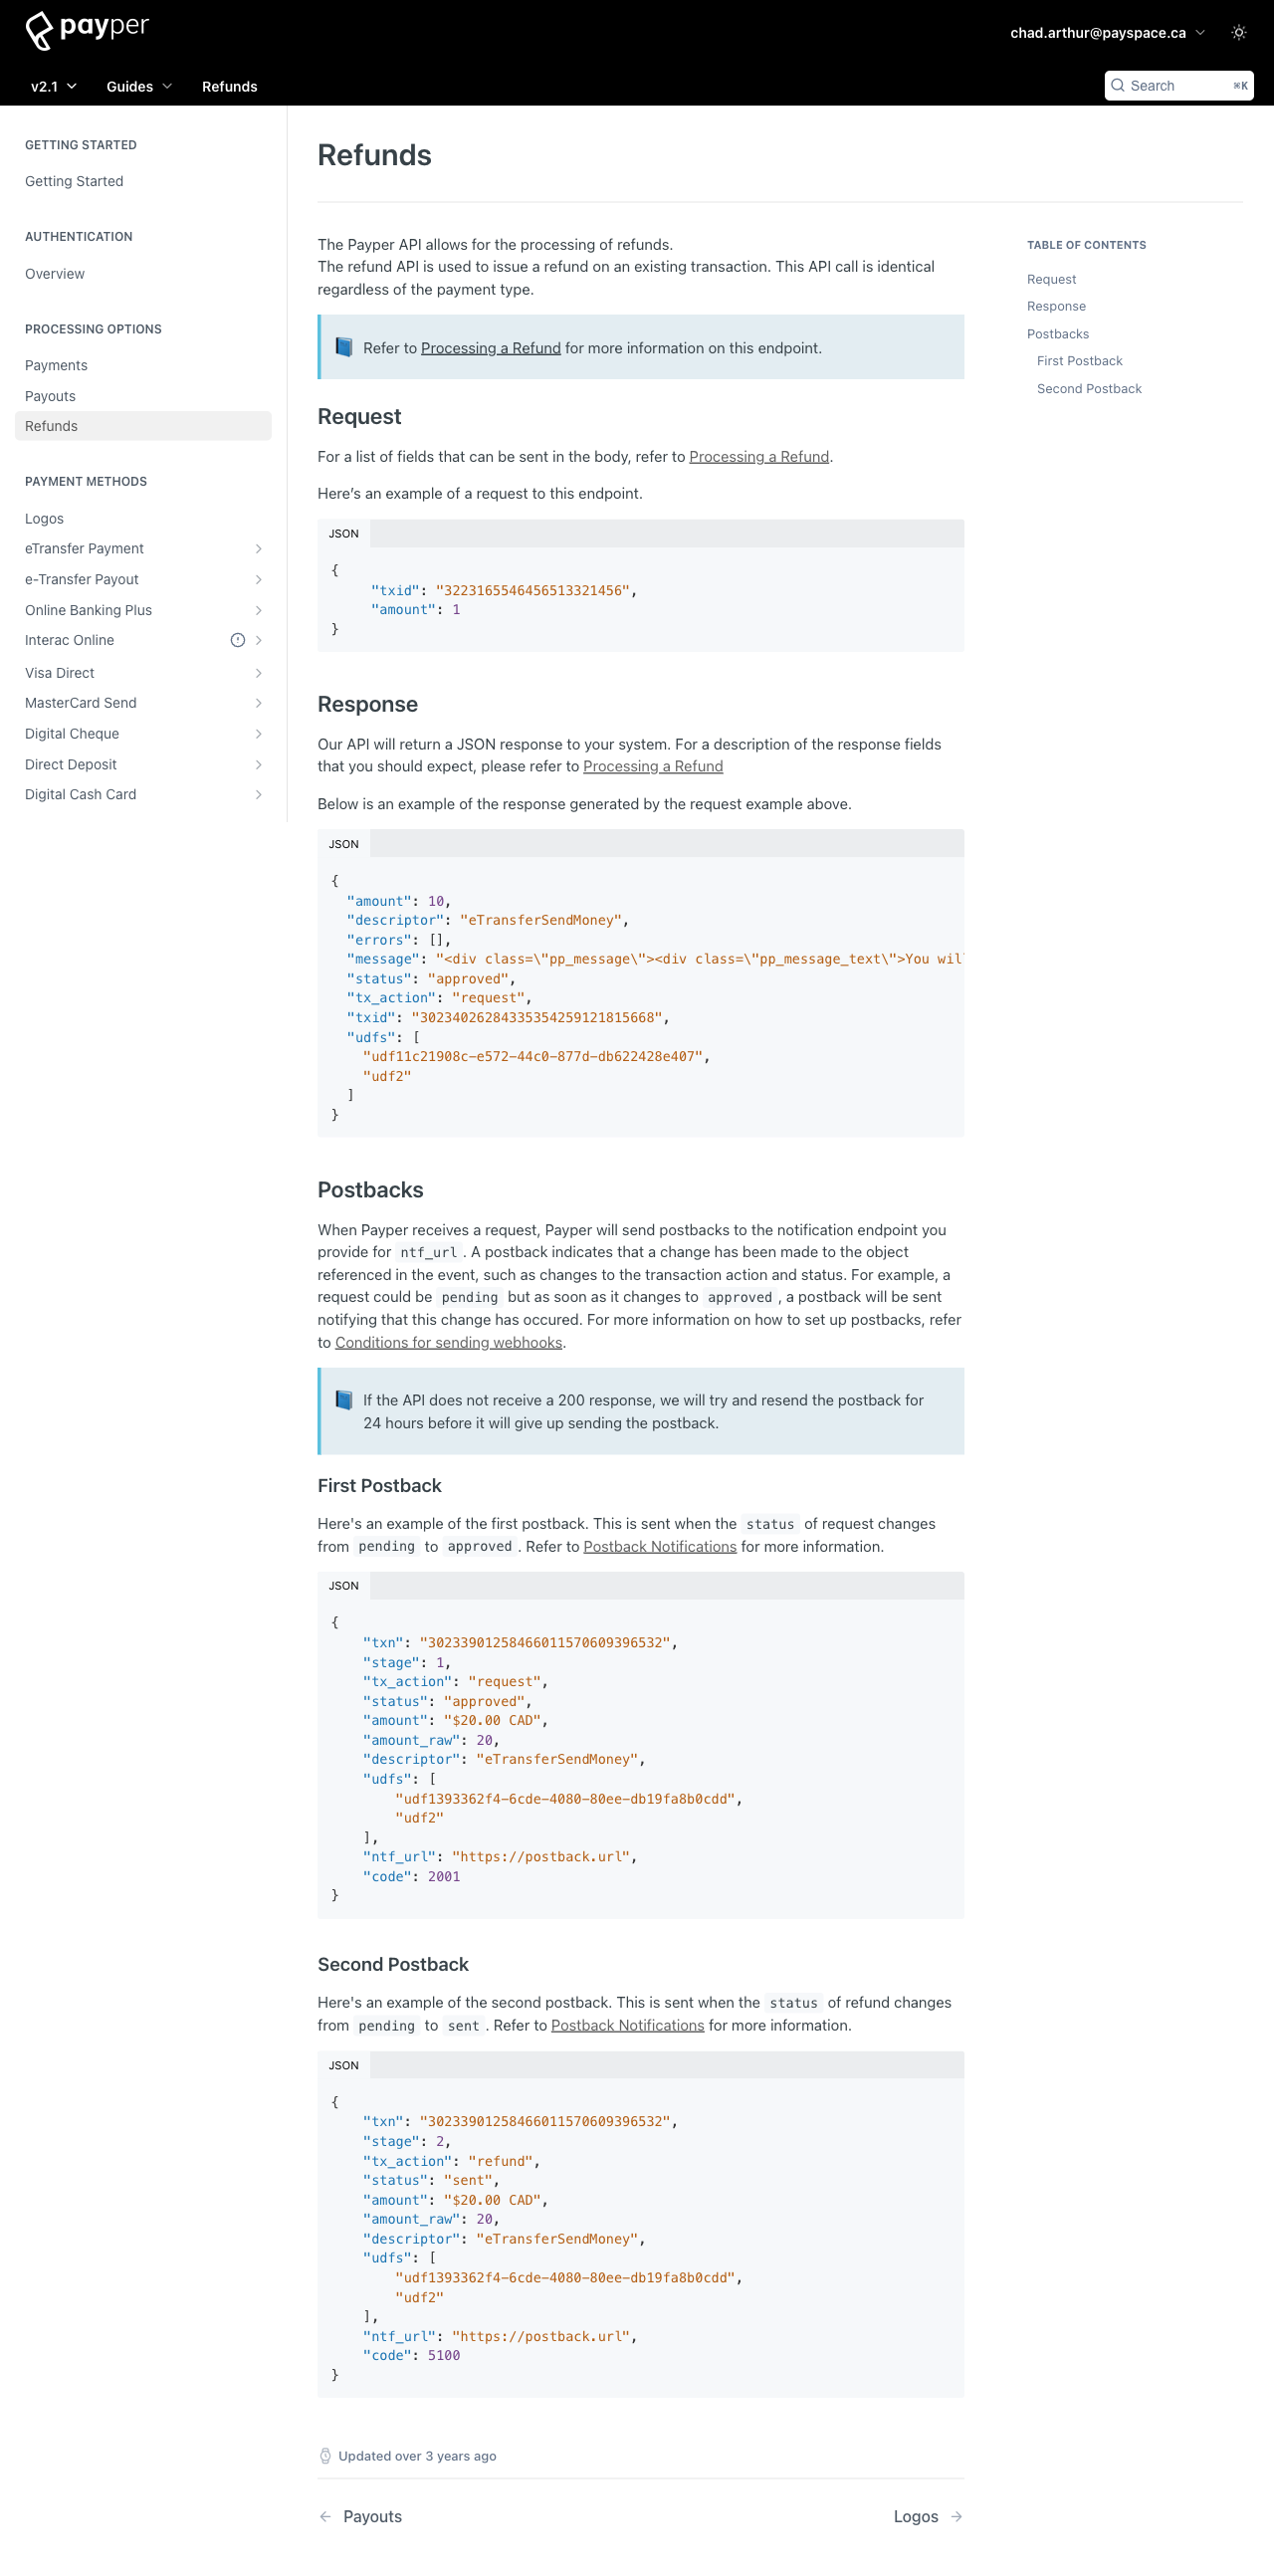 payper
chad.arthur@payspace.ca
v2.1 Guides Refunds
Search ⌘K
GETTING STARTED
Getting Started
AUTHENTICATION
Overview
PROCESSING OPTIONS
Payments
Payouts
Refunds
PAYMENT METHODS
Logos
eTransfer Payment
e-Transfer Payout
Online Banking Plus
Interac Online
Visa Direct
MasterCard Send
Digital Cheque
Direct Deposit
Digital Cash Card
Refunds
The Payper API allows for the processing of refunds.
The refund API is used to issue a refund on an existing transaction. This API call is identical
regardless of the payment type.
Refer to Processing a Refund for more information on this endpoint.
Request
For a list of fields that can be sent in the body, refer to Processing a Refund.
Here’s an example of a request to this endpoint.
JSON
{
"txid": "3223165546456513321456",
"amount": 1
}
Response
Our API will return a JSON response to your system. For a description of the response fields
that you should expect, please refer to Processing a Refund
Below is an example of the response generated by the request example above.
JSON
{
"amount": 10,
"descriptor": "eTransferSendMoney",
"errors": [],
"message": "<div class=\"pp_message\"><div class=\"pp_message_text\">You wil
"status": "approved",
"tx_action": "request",
"txid": "30234026284335354259121815668",
"udfs": [
"udf11c21908c-e572-44c0-877d-db622428e407",
"udf2"
]
}
Postbacks
When Payper receives a request, Payper will send postbacks to the notification endpoint you
provide for ntf_url . A postback indicates that a change has been made to the object
referenced in the event, such as changes to the transaction action and status. For example, a
request could be pending but as soon as it changes to approved , a postback will be sent
notifying that this change has occured. For more information on how to set up postbacks, refer
to Conditions for sending webhooks.
If the API does not receive a 200 response, we will try and resend the postback for
24 hours before it will give up sending the postback.
First Postback
Here's an example of the first postback. This is sent when the status of request changes
from pending to approved . Refer to Postback Notifications for more information.
JSON
{
"txn": "30233901258466011570609396532",
"stage": 1,
"tx_action": "request",
"status": "approved",
"amount": "$20.00 CAD",
"amount_raw": 20,
"descriptor": "eTransferSendMoney",
"udfs": [
"udf1393362f4-6cde-4080-80ee-db19fa8b0cdd",
"udf2"
],
"ntf_url": "https://postback.url",
"code": 2001
}
Second Postback
Here's an example of the second postback. This is sent when the status of refund changes
from pending to sent . Refer to Postback Notifications for more information.
JSON
{
"txn": "30233901258466011570609396532",
"stage": 2,
"tx_action": "refund",
"status": "sent",
"amount": "$20.00 CAD",
"amount_raw": 20,
"descriptor": "eTransferSendMoney",
"udfs": [
"udf1393362f4-6cde-4080-80ee-db19fa8b0cdd",
"udf2"
],
"ntf_url": "https://postback.url",
"code": 5100
}
Updated over 3 years ago
← Payouts
Logos →
TABLE OF CONTENTS
Request
Response
Postbacks
First Postback
Second Postback